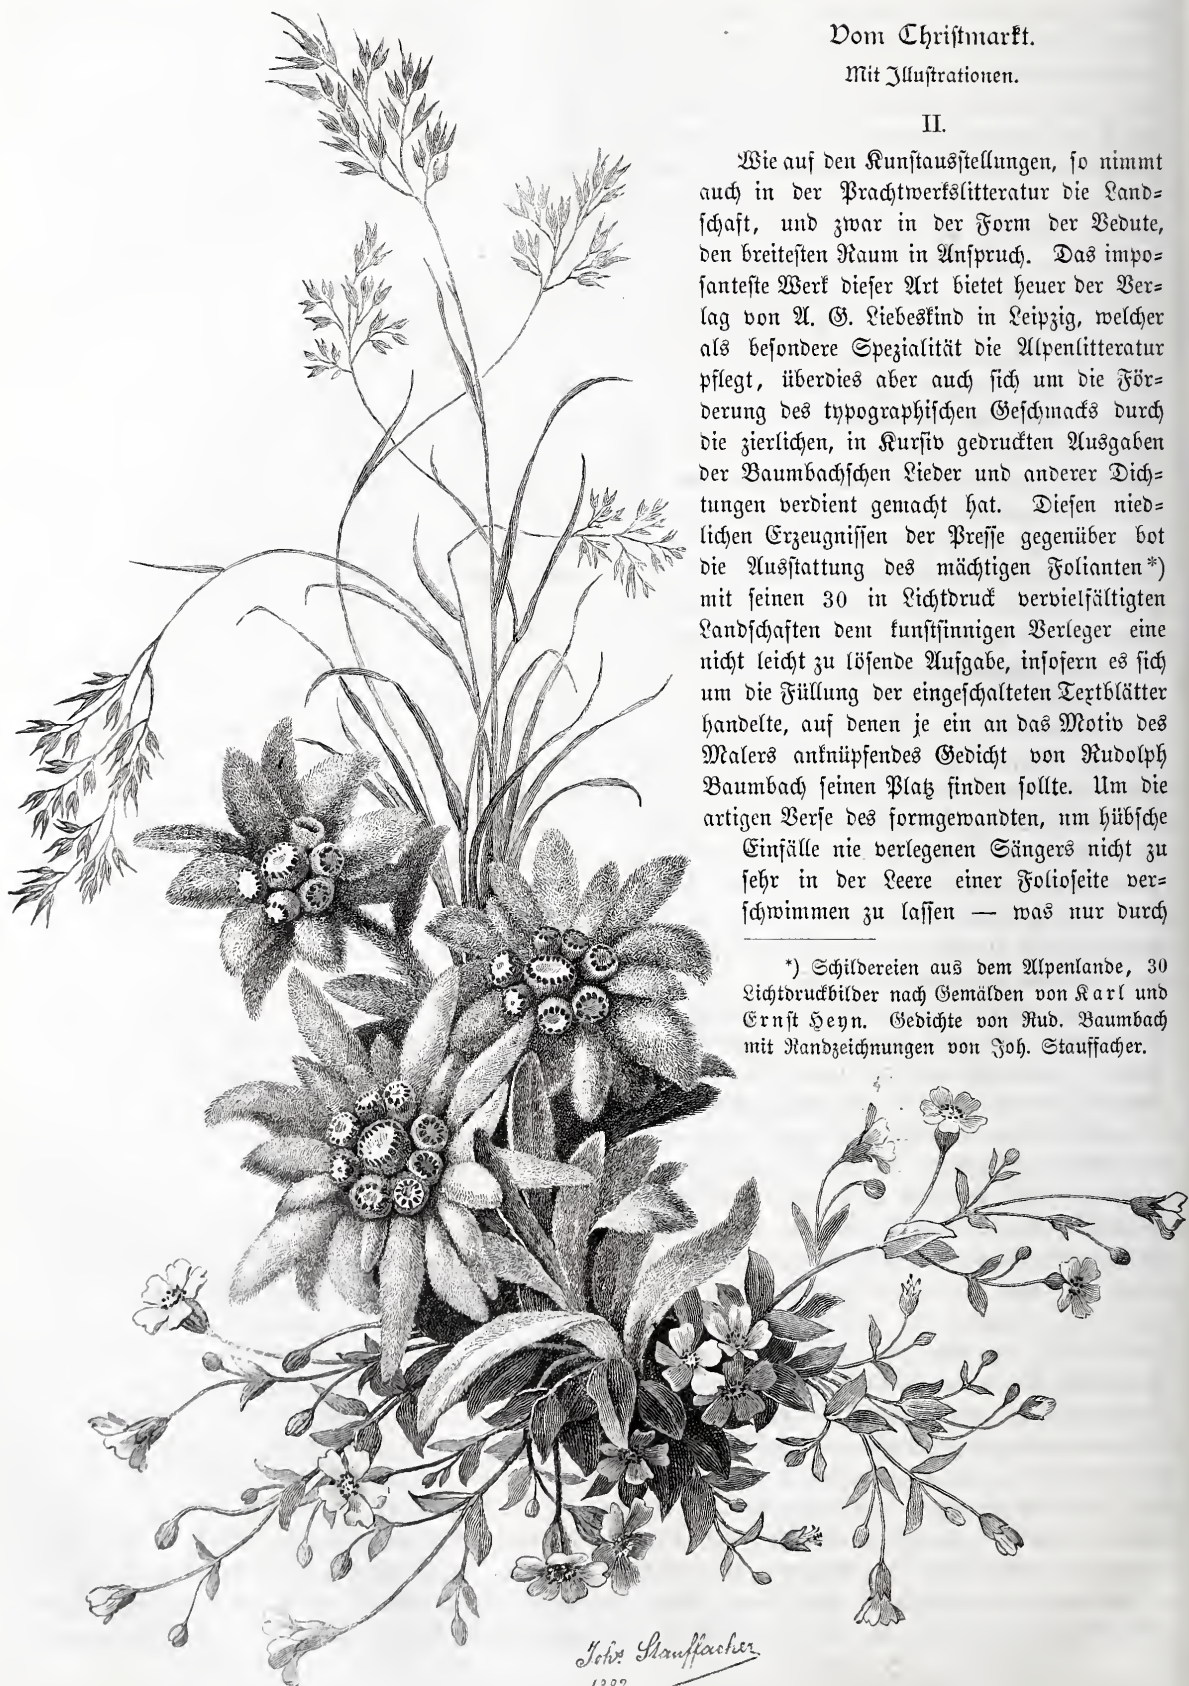 Vom Christmarkt.
Mit Illustrationen.
II.
Wie auf den Kunstausstellungen, so nimmt
auch in der Prachtwerkslitteratur die Land=
schaft, und zwar in der Form der Vedute,
den breitesten Raum in Anspruch. Das impo=
santeste Werk dieser Art bietet heuer der Ver=
lag von A. G. Liebeskind in Leipzig, welcher
als besondere Spezialität die Alpenlitteratur
pflegt, überdies aber auch sich um die För=
derung des typographischen Geschmacks durch
die zierlichen, in Kursiv gedruckten Ausgaben
der Baumbachschen Lieder und anderer Dich=
tungen verdient gemacht hat. Diesen nied=
lichen Erzeugnissen der Presse gegenüber bot
die Ausstattung des mächtigen Folianten*)
mit seinen 30 in Lichtdruck vervielfältigten
Landschaften dem kunstsinnigen Verleger eine
nicht leicht zu lösende Aufgabe, insofern es sich
um die Füllung der eingeschalteten Textblätter
handelte, auf denen je ein an das Motiv des
Malers anknüpfendes Gedicht von Rudolph
Baumbach seinen Platz finden sollte. Um die
artigen Verse des formgewandten, um hübsche
Einfälle nie verlegenen Sängers nicht zu
sehr in der Leere einer Folioseite ver=
schwimmen zu lassen — was nur durch
*) Schildereien aus dem Alpenlande, 30
Lichtdruckbilder nach Gemälden von Karl und
Ernst Heyn. Gedichte von Rud. Baumbach
mit Randzeichnungen von Joh. Stauffacher.
Johs Stauffacher